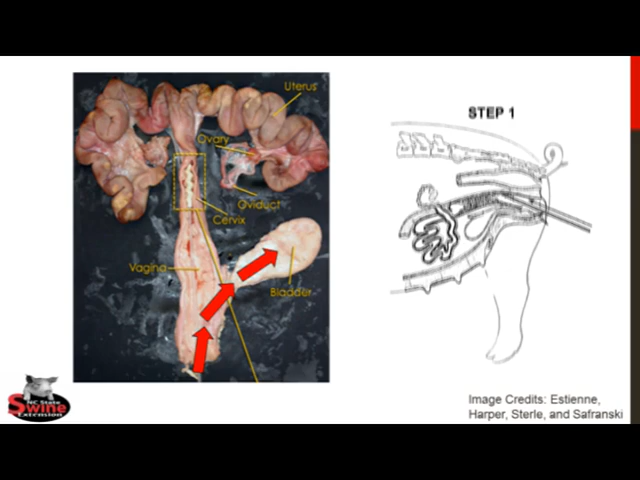 Uterus
Ovary
Oviduct
Cervix
Vagina
Bladder
STEP 1
NC State
Swine
Extension
Image Credits: Estienne,
Harper, Sterle, and Safranski